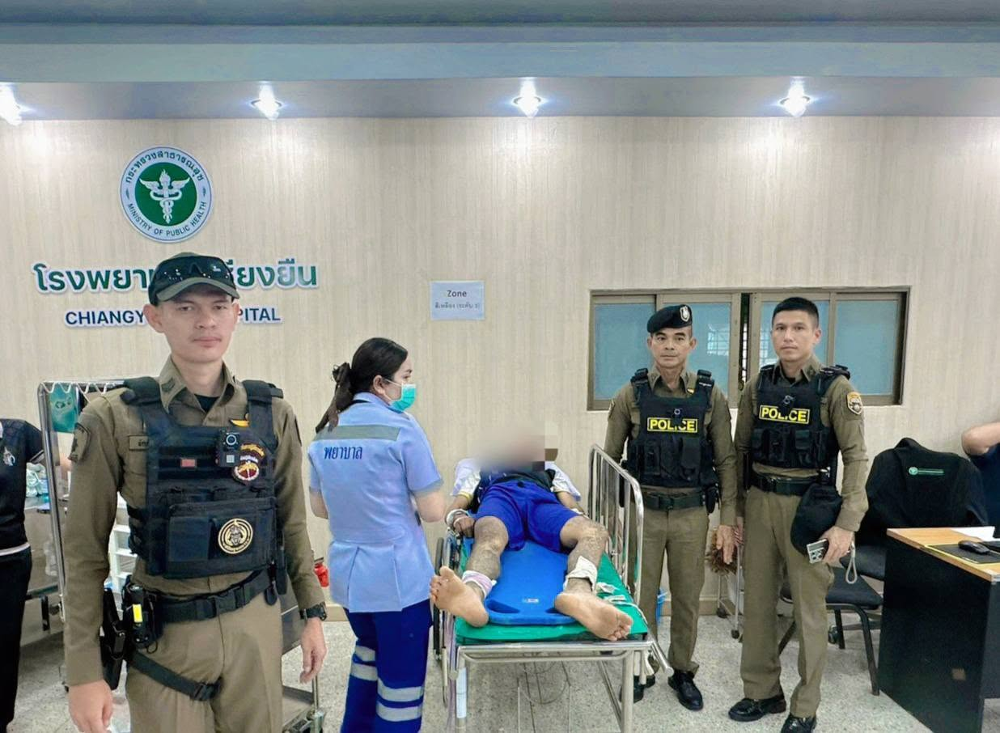 กระทรวงสาธารณสุข
MINISTRY OF PUBLIC HEALTH
โรงพยา ชียงยืน
CHIANGY PITAL
Zone
พยาบาล
POLICE
POLICE